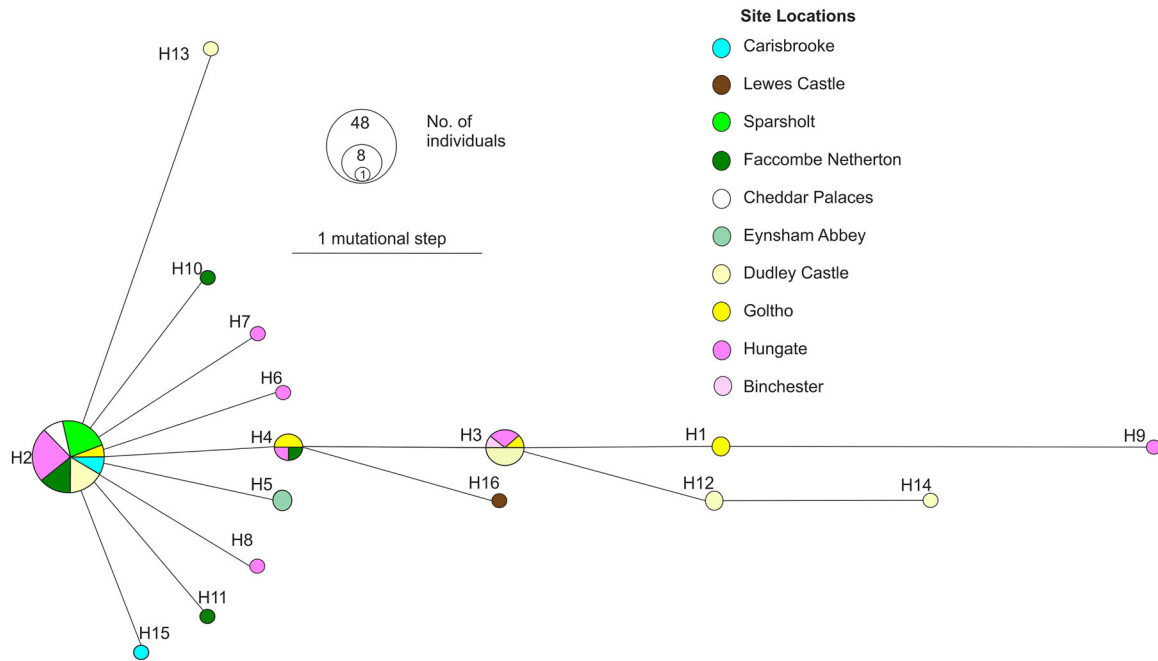 Site Locations
Carisbrooke
Lewes Castle
Sparsholt
Faccombe Netherton
Cheddar Palaces
Eynsham Abbey
Dudley Castle
Goltho
Hungate
Binchester
48
8
1
No. of
individuals
1 mutational step
H13
H10
H7
H6
H4
H3
H1
H9
H2
H5
H16
H12
H14
H8
H11
H15